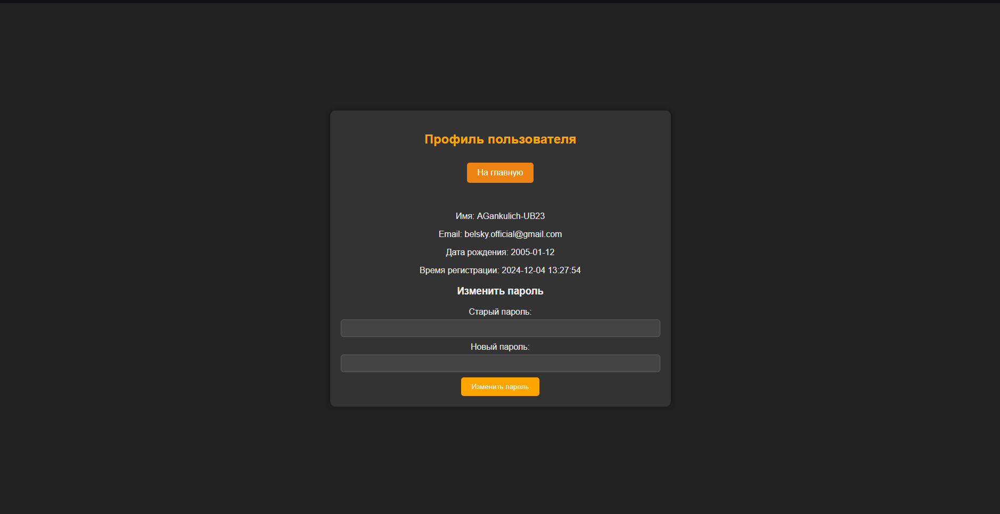 Профиль пользователя
На главную
Имя: AGankulich-UB23
Email: belsky.official@gmail.com
Дата рождения: 2005-01-12
Время регистрации: 2024-12-04 13:27:54
Изменить пароль
Старый пароль:
Новый пароль:
Изменить пароль